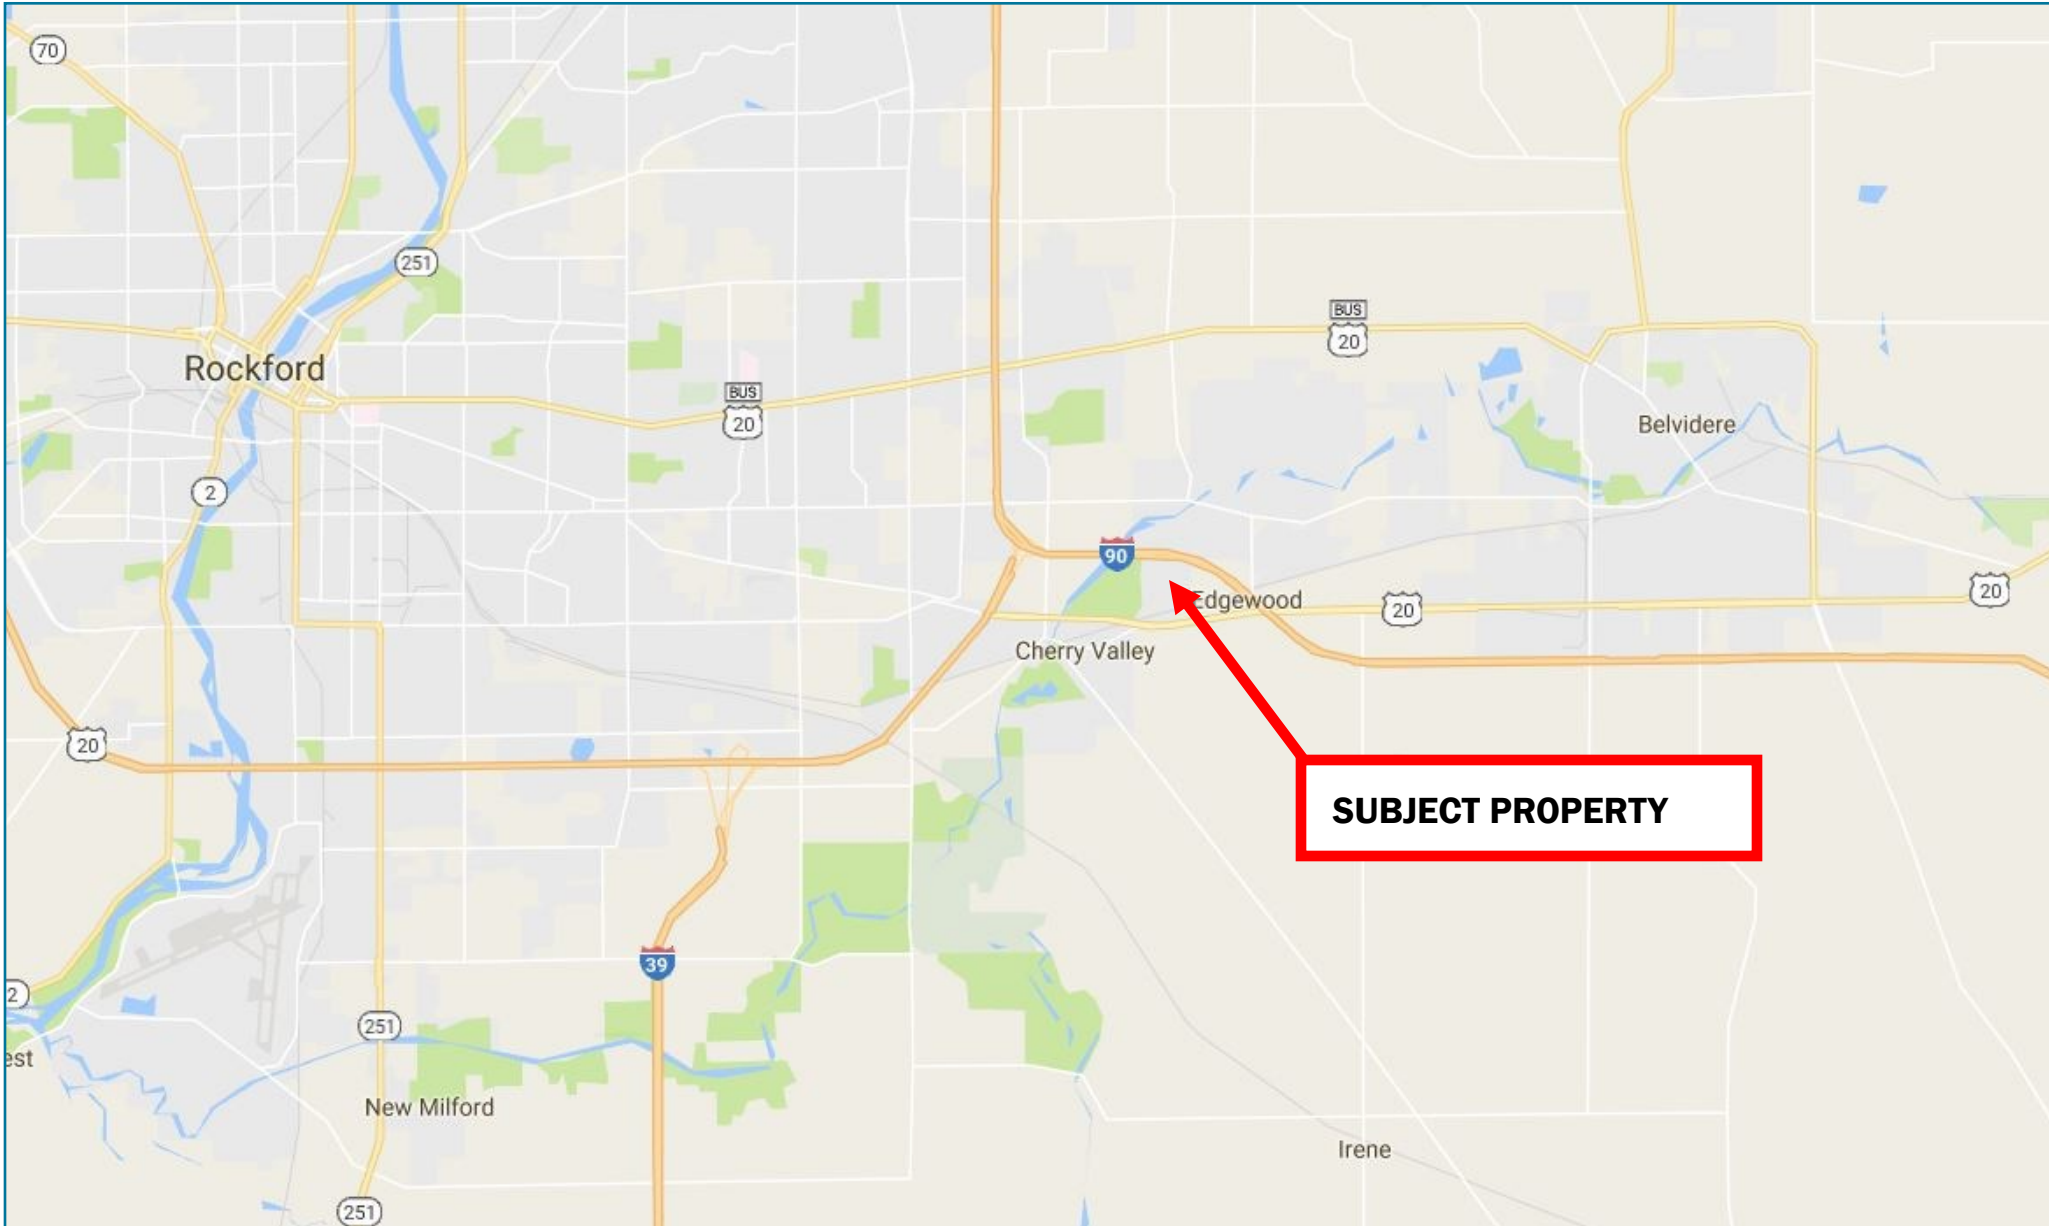 70
251
BUS
20
Rockford
BUS
20
Belvidere
2
90
Edgewood
20
20
Cherry Valley
20
SUBJECT PROPERTY
39
2
251
est
New Milford
Irene
251